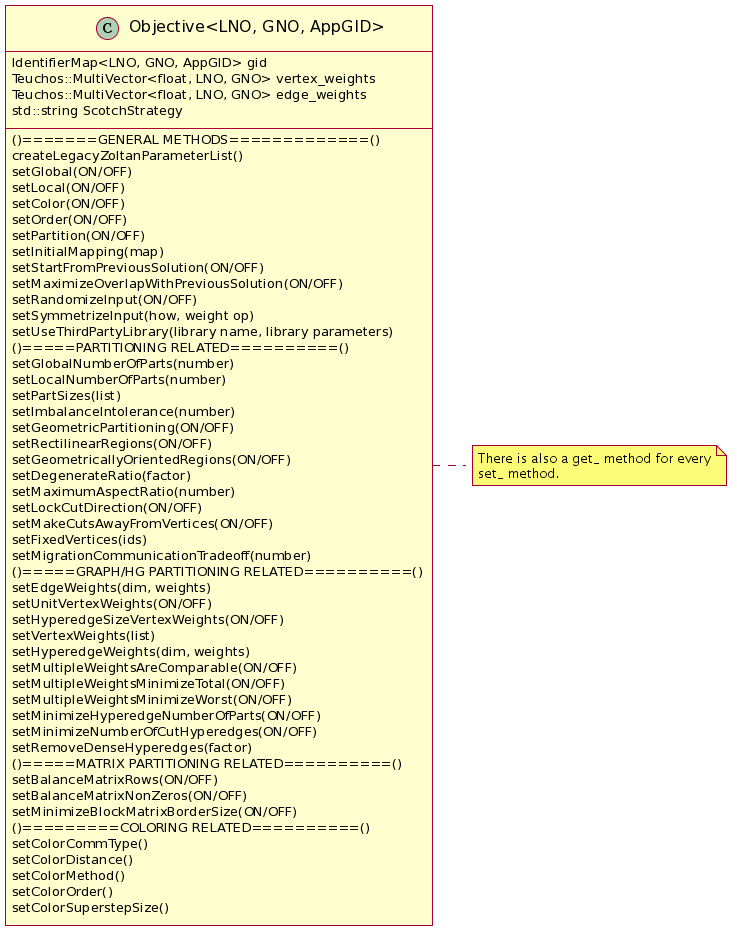 C Objective<LNO, GNO, AppGID>
IdentifierMap<LNO, GNO, AppGID> gid
Teuchos::MultiVector<float, LNO, GNO> vertex_weights
Teuchos::MultiVector<float, LNO, GNO> edge_weights
std::string ScotchStrategy
()=======GENERAL METHODS=============()
createLegacyZoltanParameterList()
setGlobal(ON/OFF)
setLocal(ON/OFF)
setColor(ON/OFF)
setOrder(ON/OFF)
setPartition(ON/OFF)
setInitialMapping(map)
setStartFromPreviousSolution(ON/OFF)
setMaximizeOverlapWithPreviousSolution(ON/OFF)
setRandomizeInput(ON/OFF)
setSymmetrizeInput(how, weight op)
setUseThirdPartyLibrary(library name, library parameters)
()=====PARTITIONING RELATED==========()
setGlobalNumberOfParts(number)
setLocalNumberOfParts(number)
setPartSizes(list)
setImbalanceIntolerance(number)
setGeometricPartitioning(ON/OFF)
setRectilinearRegions(ON/OFF)
setGeometricallyOrientedRegions(ON/OFF)
setDegenerateRatio(factor)
setMaximumAspectRatio(number)
setLockCutDirection(ON/OFF)
setMakeCutsAwayFromVertices(ON/OFF)
setFixedVertices(ids)
setMigrationCommunicationTradeoff(number)
()=====GRAPH/HG PARTITIONING RELATED==========()
setEdgeWeights(dim, weights)
setUnitVertexWeights(ON/OFF)
setHyperedgeSizeVertexWeights(ON/OFF)
setVertexWeights(list)
setHyperedgeWeights(dim, weights)
setMultipleWeightsAreComparable(ON/OFF)
setMultipleWeightsMinimizeTotal(ON/OFF)
setMultipleWeightsMinimizeWorst(ON/OFF)
setMinimizeHyperedgeNumberOfParts(ON/OFF)
setMinimizeNumberOfCutHyperedges(ON/OFF)
setRemoveDenseHyperedges(factor)
()=====MATRIX PARTITIONING RELATED==========()
setBalanceMatrixRows(ON/OFF)
setBalanceMatrixNonZeros(ON/OFF)
setMinimizeBlockMatrixBorderSize(ON/OFF)
()=========COLORING RELATED==========()
setColorCommType()
setColorDistance()
setColorMethod()
setColorOrder()
setColorSuperstepSize()
There is also a get_ method for every
set_ method.